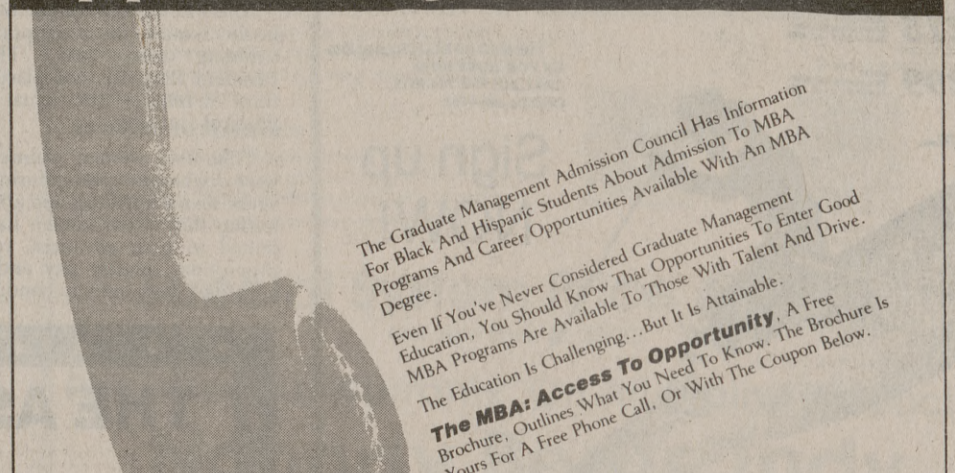 The Graduate Management Admission Council Has Information
For Black And Hispanic Students About Admission To MBA
Programs And Career Opportunities Available With An MBA
Degree.
Even If You've Never Considered Graduate Management
Education, You Should Know That Opportunities To Enter Good
MBA Programs Are Available To Those With Talent And Drive.
The Education Is Challenging...But It Is Attainable.
The MBA: Access To Opportunity, A Free
Brochure, Outlines What You Need To Know. The Brochure Is
Yours For A Free Phone Call, Or With The Coupon Below.
Sign up